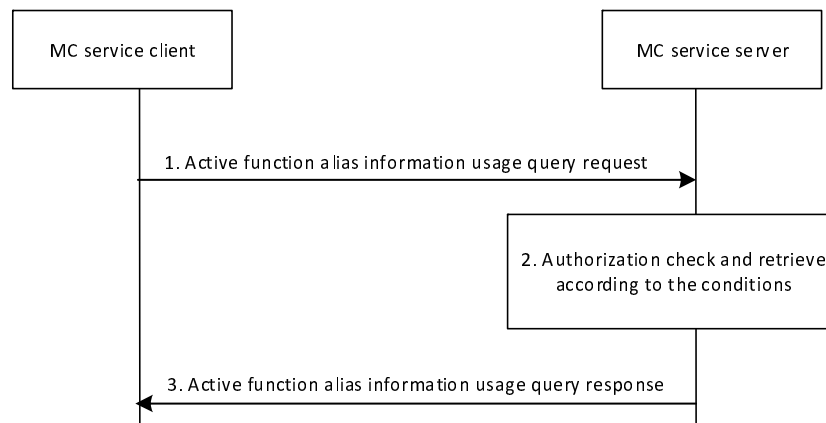 MC service client
MC service server
1. Active function alias information usage query request
2. Authorization check and retrieve
according to the conditions
3. Active function alias information usage query response